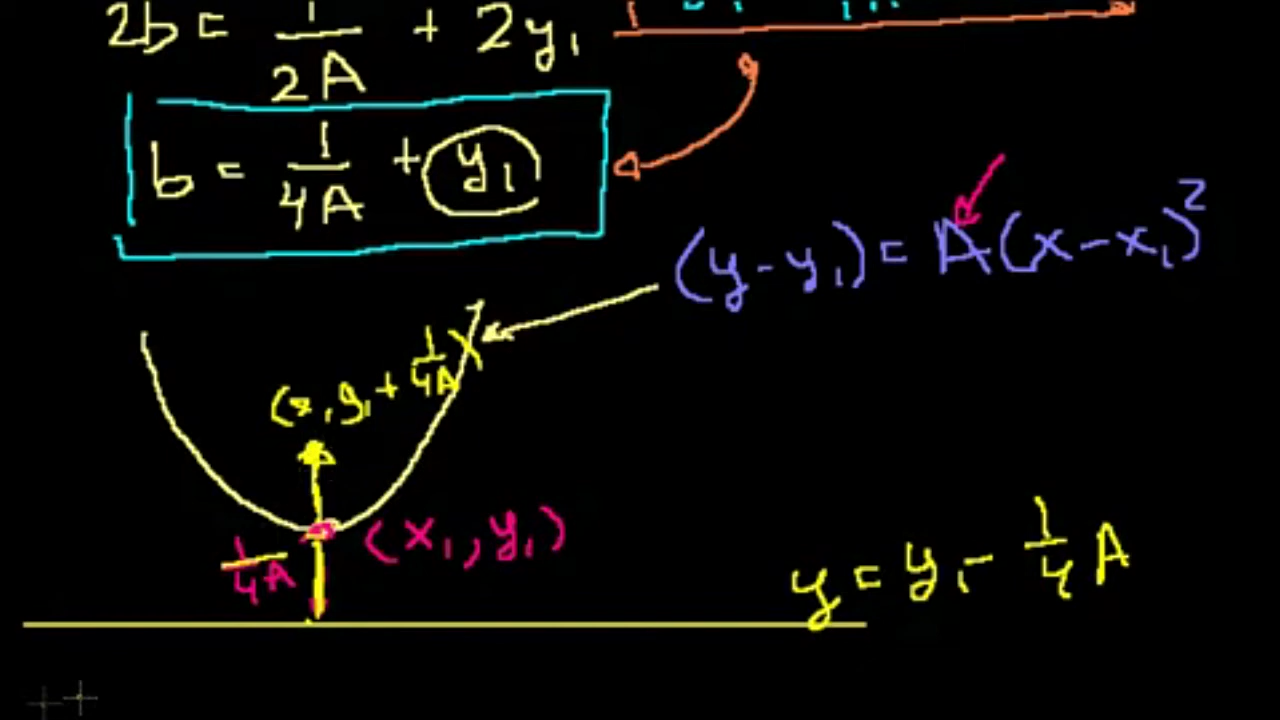 2b = 1/2A + 2y₁
b = 1/4A + y₁
(y - y₁) = A(x - x₁)²
(x₁ y₁ + 1/4A)
(x₁, y₁)
1/4A
y = y₁ - 1/4 A